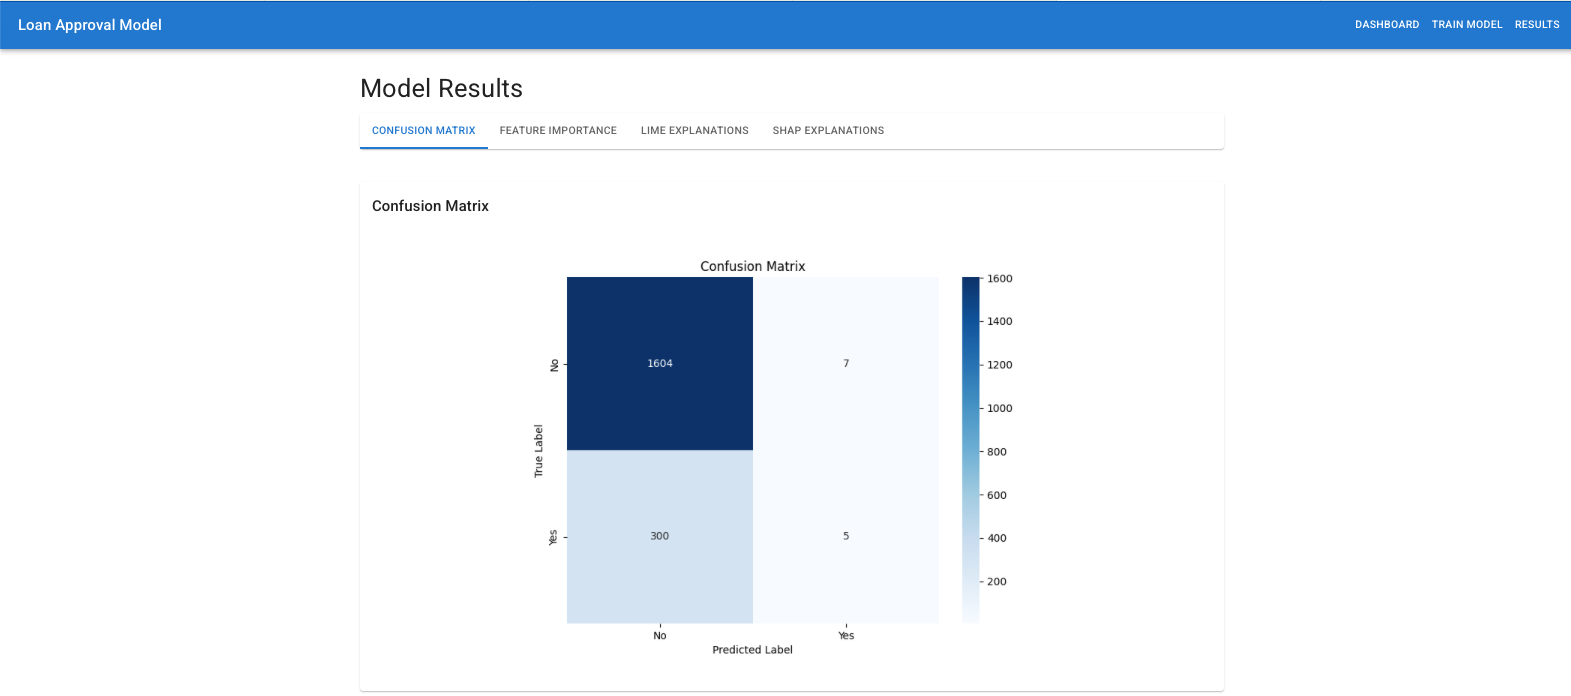 Loan Approval Model
DASHBOARD TRAIN MODEL RESULTS
Model Results
CONFUSION MATRIX FEATURE IMPORTANCE LIME EXPLANATIONS SHAP EXPLANATIONS
Confusion Matrix
Confusion Matrix
True Label
No
Yes
1604 7
300 5
No Yes
Predicted Label
1600
1400
1200
1000
800
600
400
200